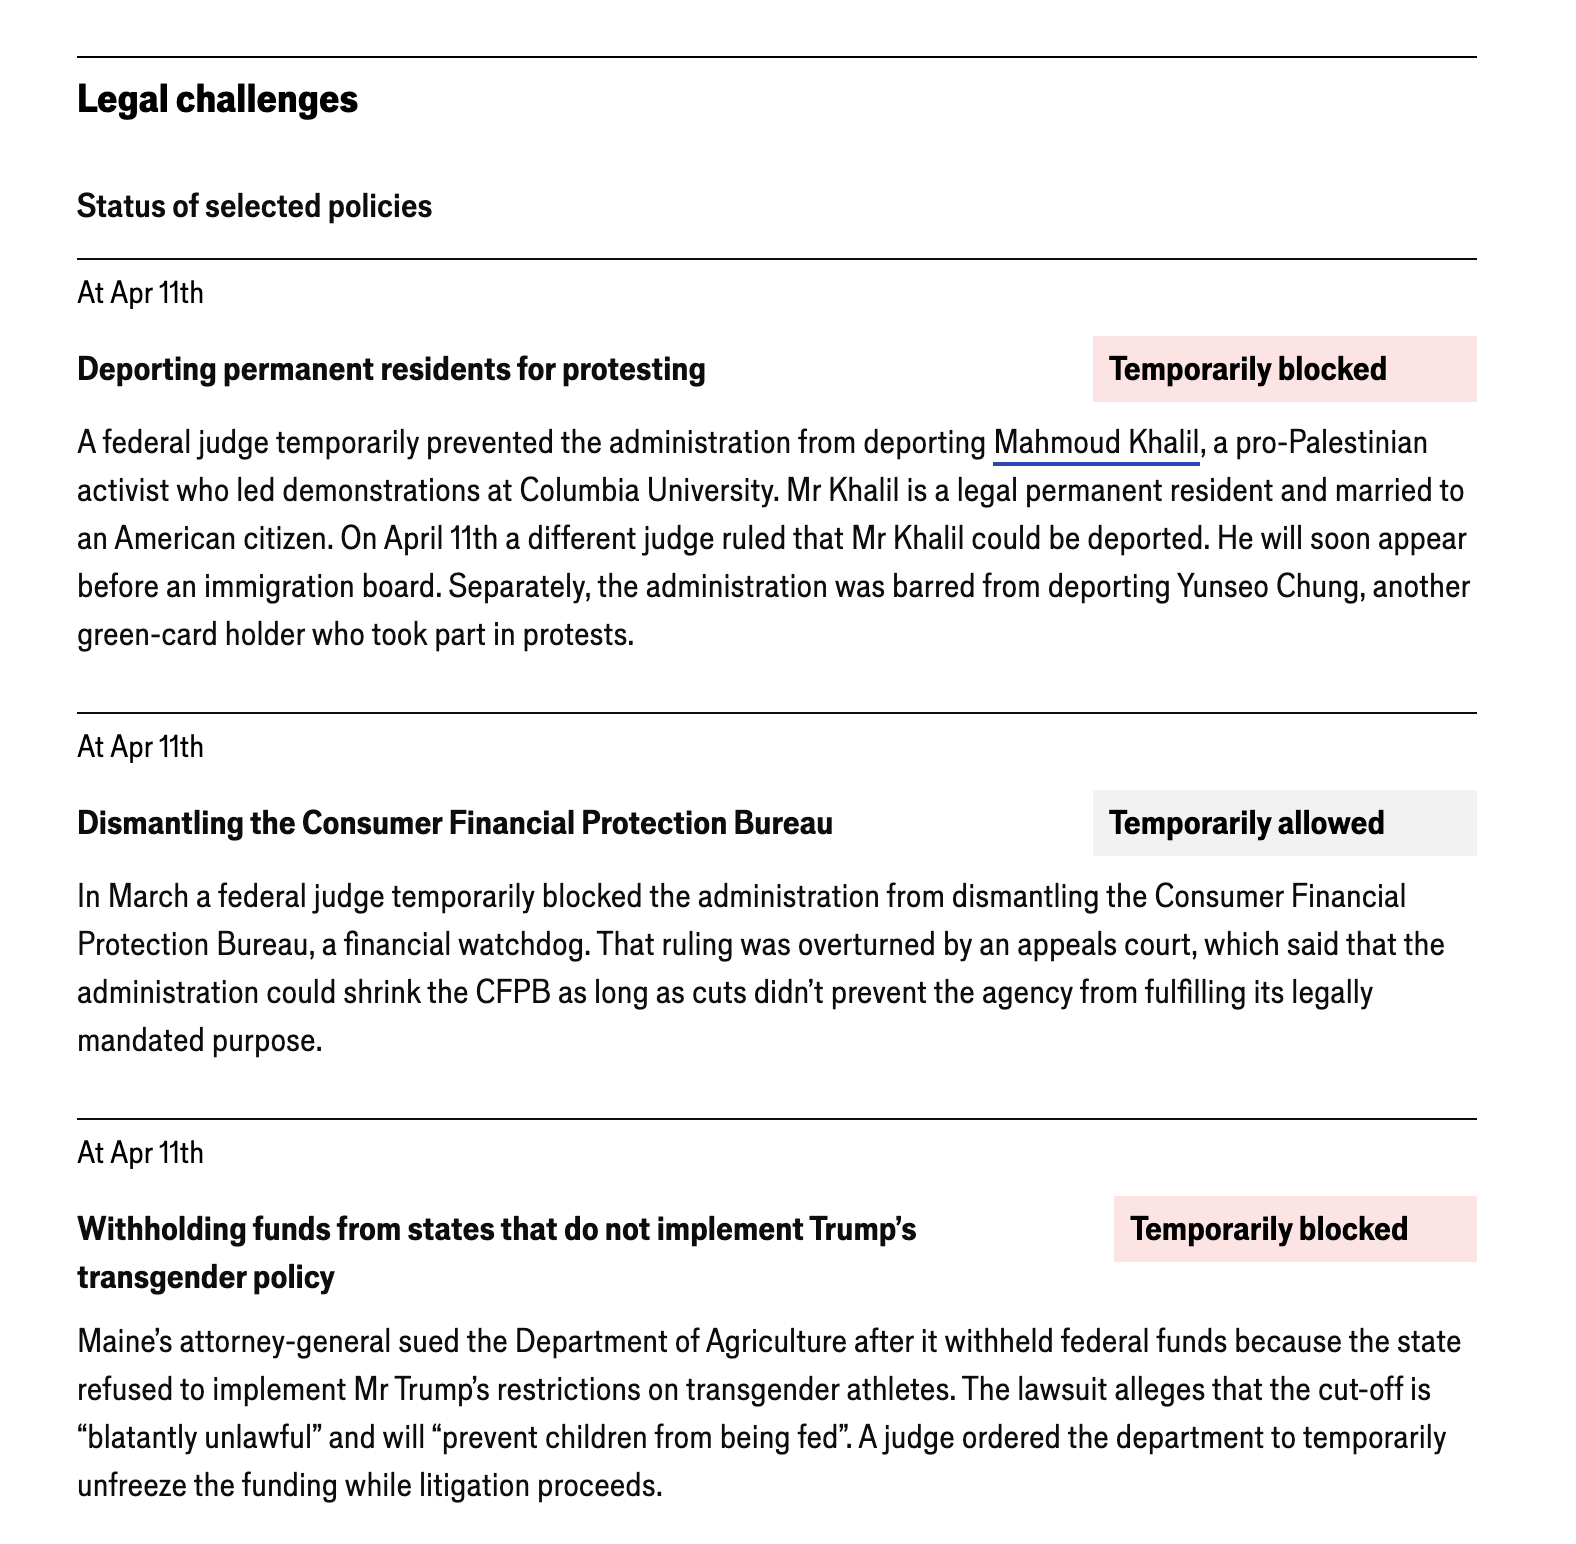 Legal challenges
Status of selected policies
At Apr 11th
Deporting permanent residents for protesting
Temporarily blocked
A federal judge temporarily prevented the administration from deporting Mahmoud Khalil, a pro-Palestinian
activist who led demonstrations at Columbia University. Mr Khalil is a legal permanent resident and married to
an American citizen. On April 11th a different judge ruled that Mr Khalil could be deported. He will soon appear
before an immigration board. Separately, the administration was barred from deporting Yunseo Chung, another
green-card holder who took part in protests.
At Apr 11th
Dismantling the Consumer Financial Protection Bureau
Temporarily allowed
In March a federal judge temporarily blocked the administration from dismantling the Consumer Financial
Protection Bureau, a financial watchdog. That ruling was overturned by an appeals court, which said that the
administration could shrink the CFPB as long as cuts didn’t prevent the agency from fulfilling its legally
mandated purpose.
At Apr 11th
Withholding funds from states that do not implement Trump’s
transgender policy
Temporarily blocked
Maine’s attorney-general sued the Department of Agriculture after it withheld federal funds because the state
refused to implement Mr Trump’s restrictions on transgender athletes. The lawsuit alleges that the cut-off is
“blatantly unlawful” and will “prevent children from being fed”. A judge ordered the department to temporarily
unfreeze the funding while litigation proceeds.